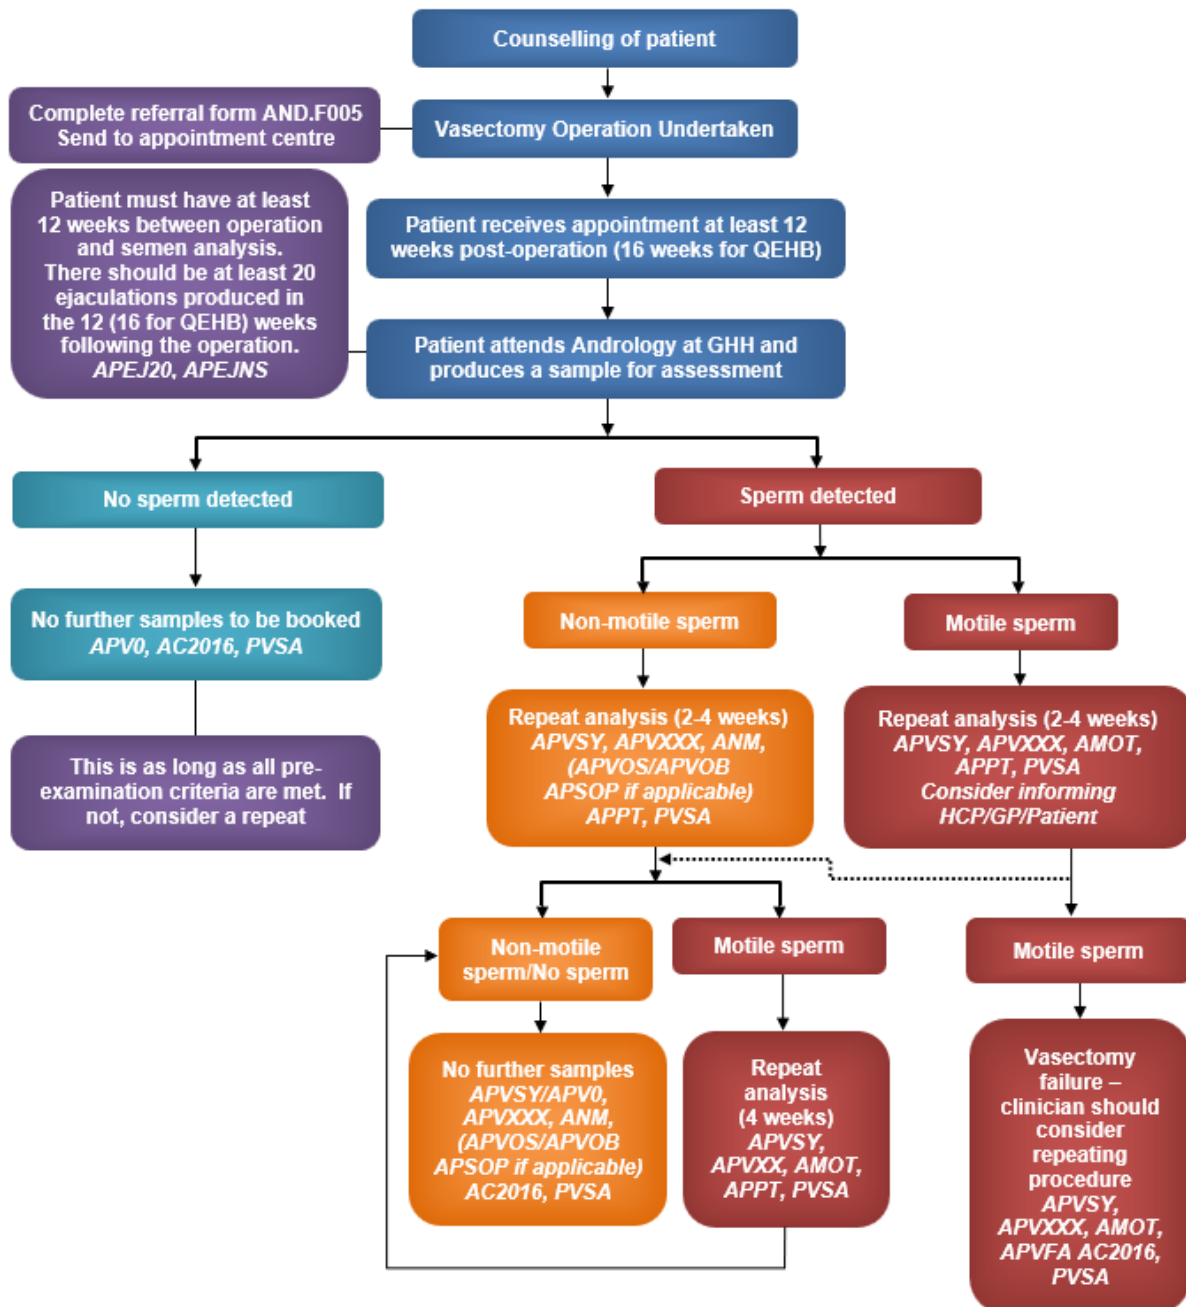 Counselling of patient
Complete referral form AND.F005
Send to appointment centre
Vasectomy Operation Undertaken
Patient must have at least
12 weeks between operation
and semen analysis.
There should be at least 20
ejaculations produced in
the 12 (16 for QEHB) weeks
following the operation.
APEJ20, APEJNS
Patient receives appointment at least 12
weeks post-operation (16 weeks for QEHB)
Patient attends Andrology at GHH and
produces a sample for assessment
No sperm detected
Sperm detected
No further samples to be booked
APV0, AC2016, PVSA
This is as long as all pre-
examination criteria are met.  If
not, consider a repeat
Non-motile sperm
Motile sperm
Repeat analysis (2-4 weeks)
APVSY, APVXXX, ANM,
(APVOS/APVOB
APSOP if applicable)
APPT, PVSA
Repeat analysis (2-4 weeks)
APVSY, APVXXX, AMOT,
APPT, PVSA
Consider informing
HCP/GP/Patient
Non-motile
sperm/No sperm
Motile sperm
Motile sperm
No further samples
APVSY/APV0,
APVXXX, ANM,
(APVOS/APVOB
APSOP if applicable)
AC2016, PVSA
Repeat
analysis
(4 weeks)
APVSY,
APVXX, AMOT,
APPT, PVSA
Vasectomy
failure –
clinician should
consider
repeating
procedure
APVSY,
APVXXX, AMOT,
APVFA AC2016,
PVSA